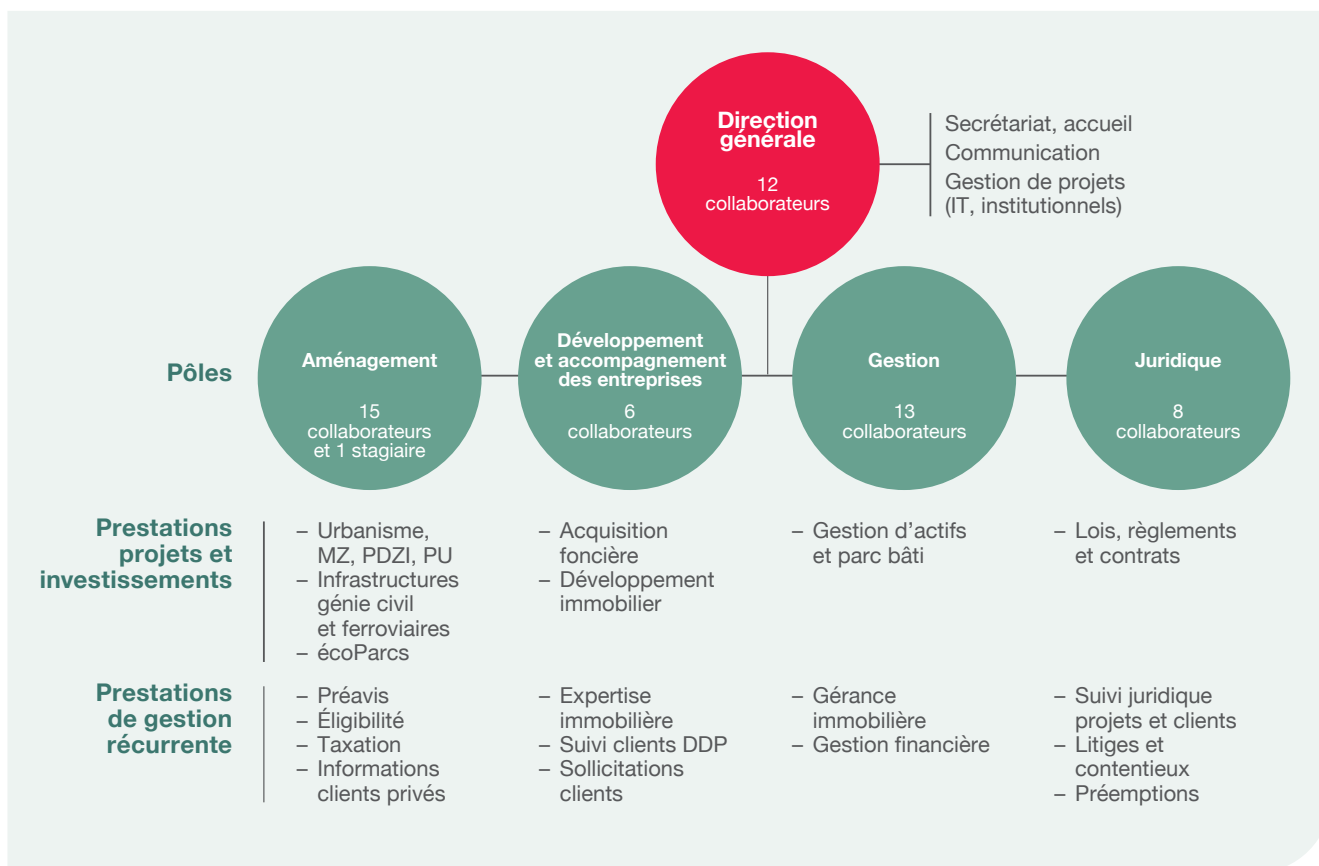 Direction
générale
12
collaborateurs
Secrétariat, accueil
Communication
Gestion de projets
(IT, institutionnels)
Pôles
Aménagement
15
collaborateurs
et 1 stagiaire
Développement
et accompagnement
des entreprises
6
collaborateurs
Gestion
13
collaborateurs
Juridique
8
collaborateurs
Prestations
projets et
investissements
– Urbanisme,
MZ, PDZI, PU
– Infrastructures
génie civil
et ferroviaires
– écoParcs
– Acquisition
foncière
– Développement
immobilier
– Gestion d’actifs
et parc bâti
– Lois, règlements
et contrats
Prestations
de gestion
récurrente
– Préavis
– Éligibilité
– Taxation
– Informations
clients privés
– Expertise
immobilière
– Suivi clients DDP
– Sollicitations
clients
– Gérance
immobilière
– Gestion financière
– Suivi juridique
projets et clients
– Litiges et
contentieux
– Préemptions